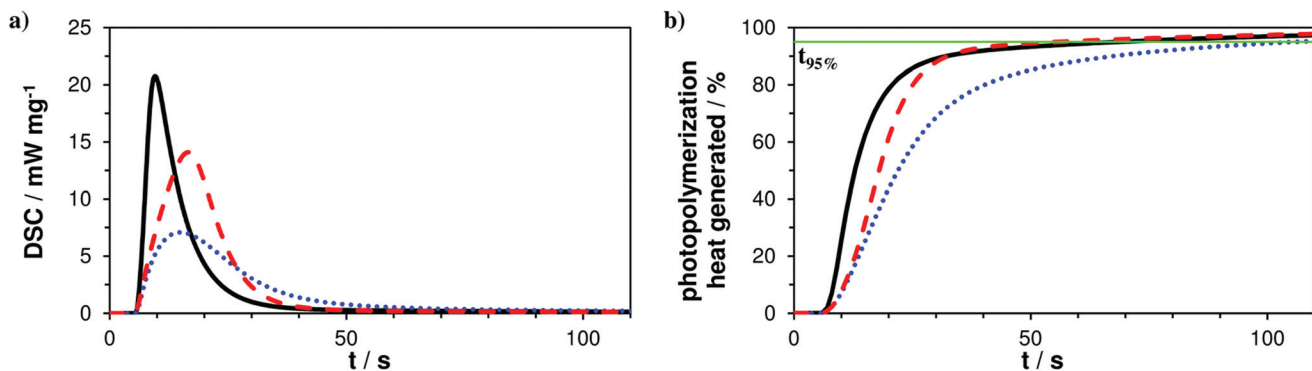 a)
25
20
15
10
5
0
DSC / mW mg⁻¹
0
50
100
t / s
b)
100
80
60
40
20
0
photopolymerization
heat generated / %
t₉₅%
0
50
100
t / s